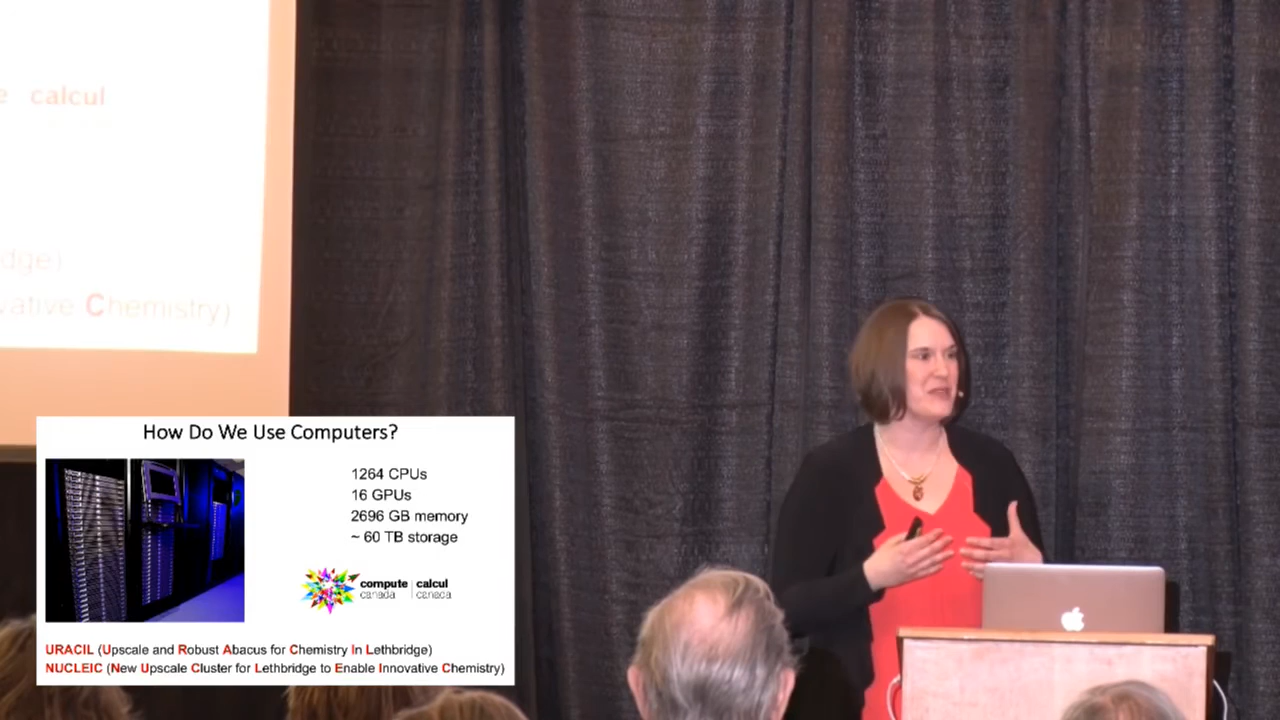 calcul
dge)
vative Chemistry)
How Do We Use Computers?
1264 CPUs
16 GPUs
2696 GB memory
~ 60 TB storage
compute | calcul
canada | canada
URACIL (Upscale and Robust Abacus for Chemistry In Lethbridge)
NUCLEIC (New Upscale Cluster for Lethbridge to Enable Innovative Chemistry)